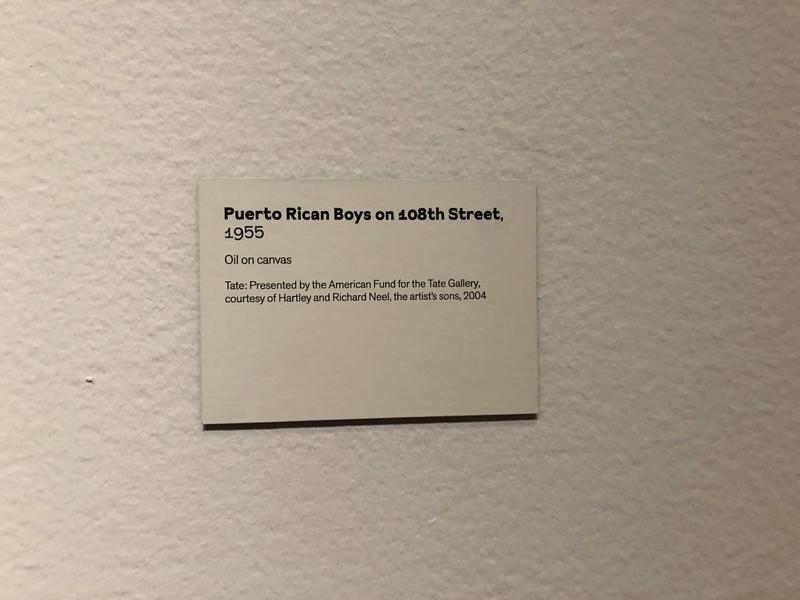 Puerto Rican Boys on 108th Street,
1955
Oil on canvas
Tate: Presented by the American Fund for the Tate Gallery,
courtesy of Hartley and Richard Neel, the artist's sons, 2004